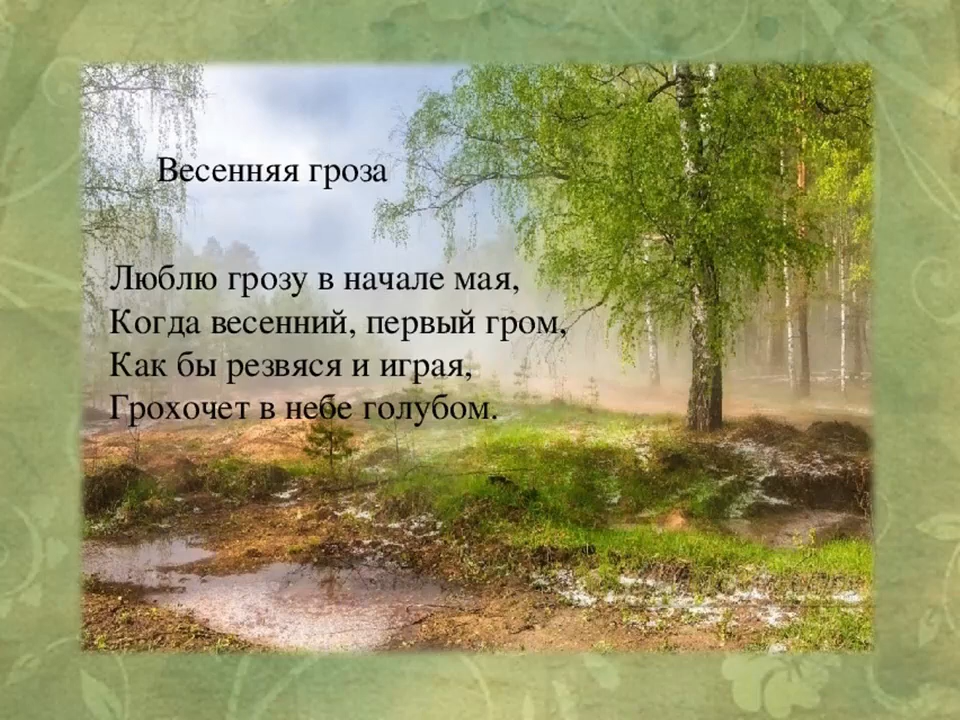 Весенняя гроза
Люблю грозу в начале мая,
Когда весенний, первый гром,
Как бы резвяся и играя,
Грохочет в небе голубом.